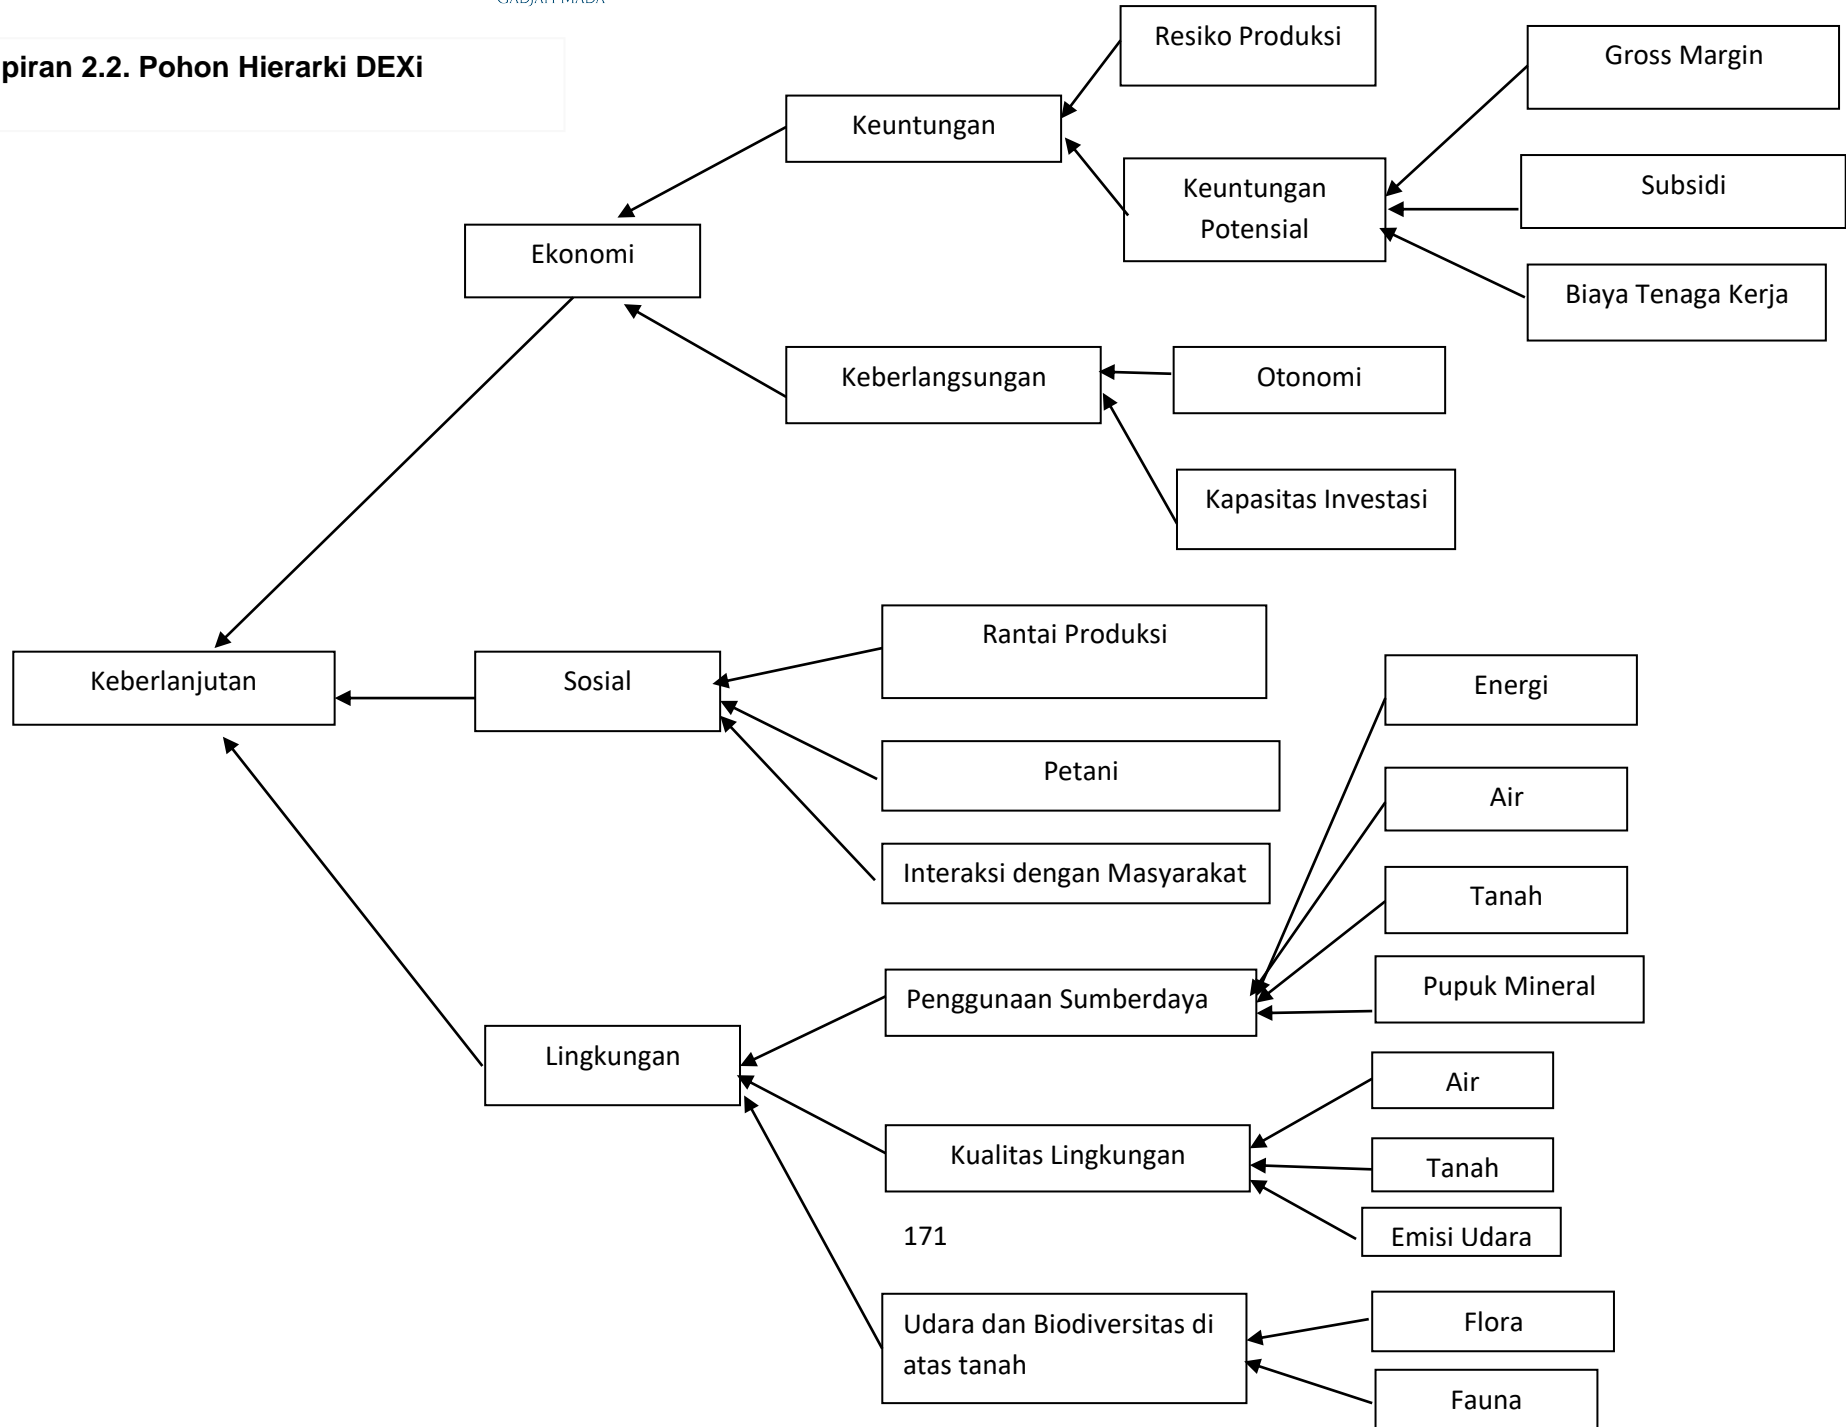 GADJAH MADA
piran 2.2. Pohon Hierarki DEXi
Resiko Produksi
Gross Margin
Keuntungan
Keuntungan
Potensial
Subsidi
Ekonomi
Biaya Tenaga Kerja
Keberlangsungan
Otonomi
Kapasitas Investasi
Rantai Produksi
Keberlanjutan
Sosial
Energi
Petani
Air
Interaksi dengan Masyarakat
Tanah
Penggunaan Sumberdaya
Pupuk Mineral
Lingkungan
Air
Kualitas Lingkungan
Tanah
171
Emisi Udara
Udara dan Biodiversitas di
atas tanah
Flora
Fauna